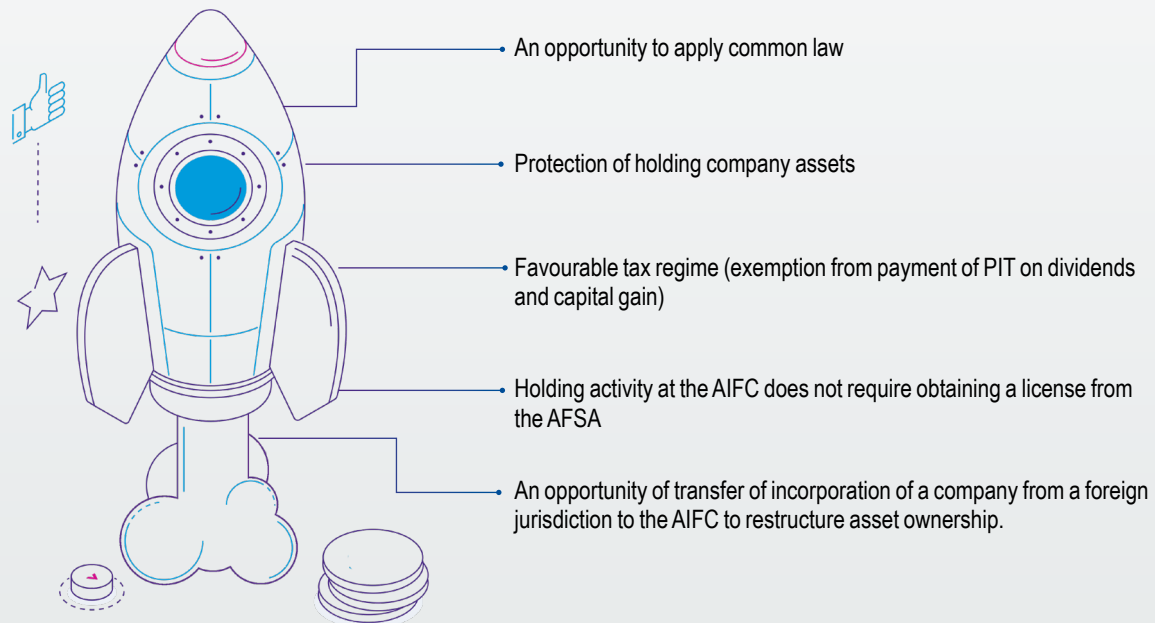 An opportunity to apply common law
Protection of holding company assets
Favourable tax regime (exemption from payment of PIT on dividends
and capital gain)
Holding activity at the AIFC does not require obtaining a license from
the AFSA
An opportunity of transfer of incorporation of a company from a foreign
jurisdiction to the AIFC to restructure asset ownership.